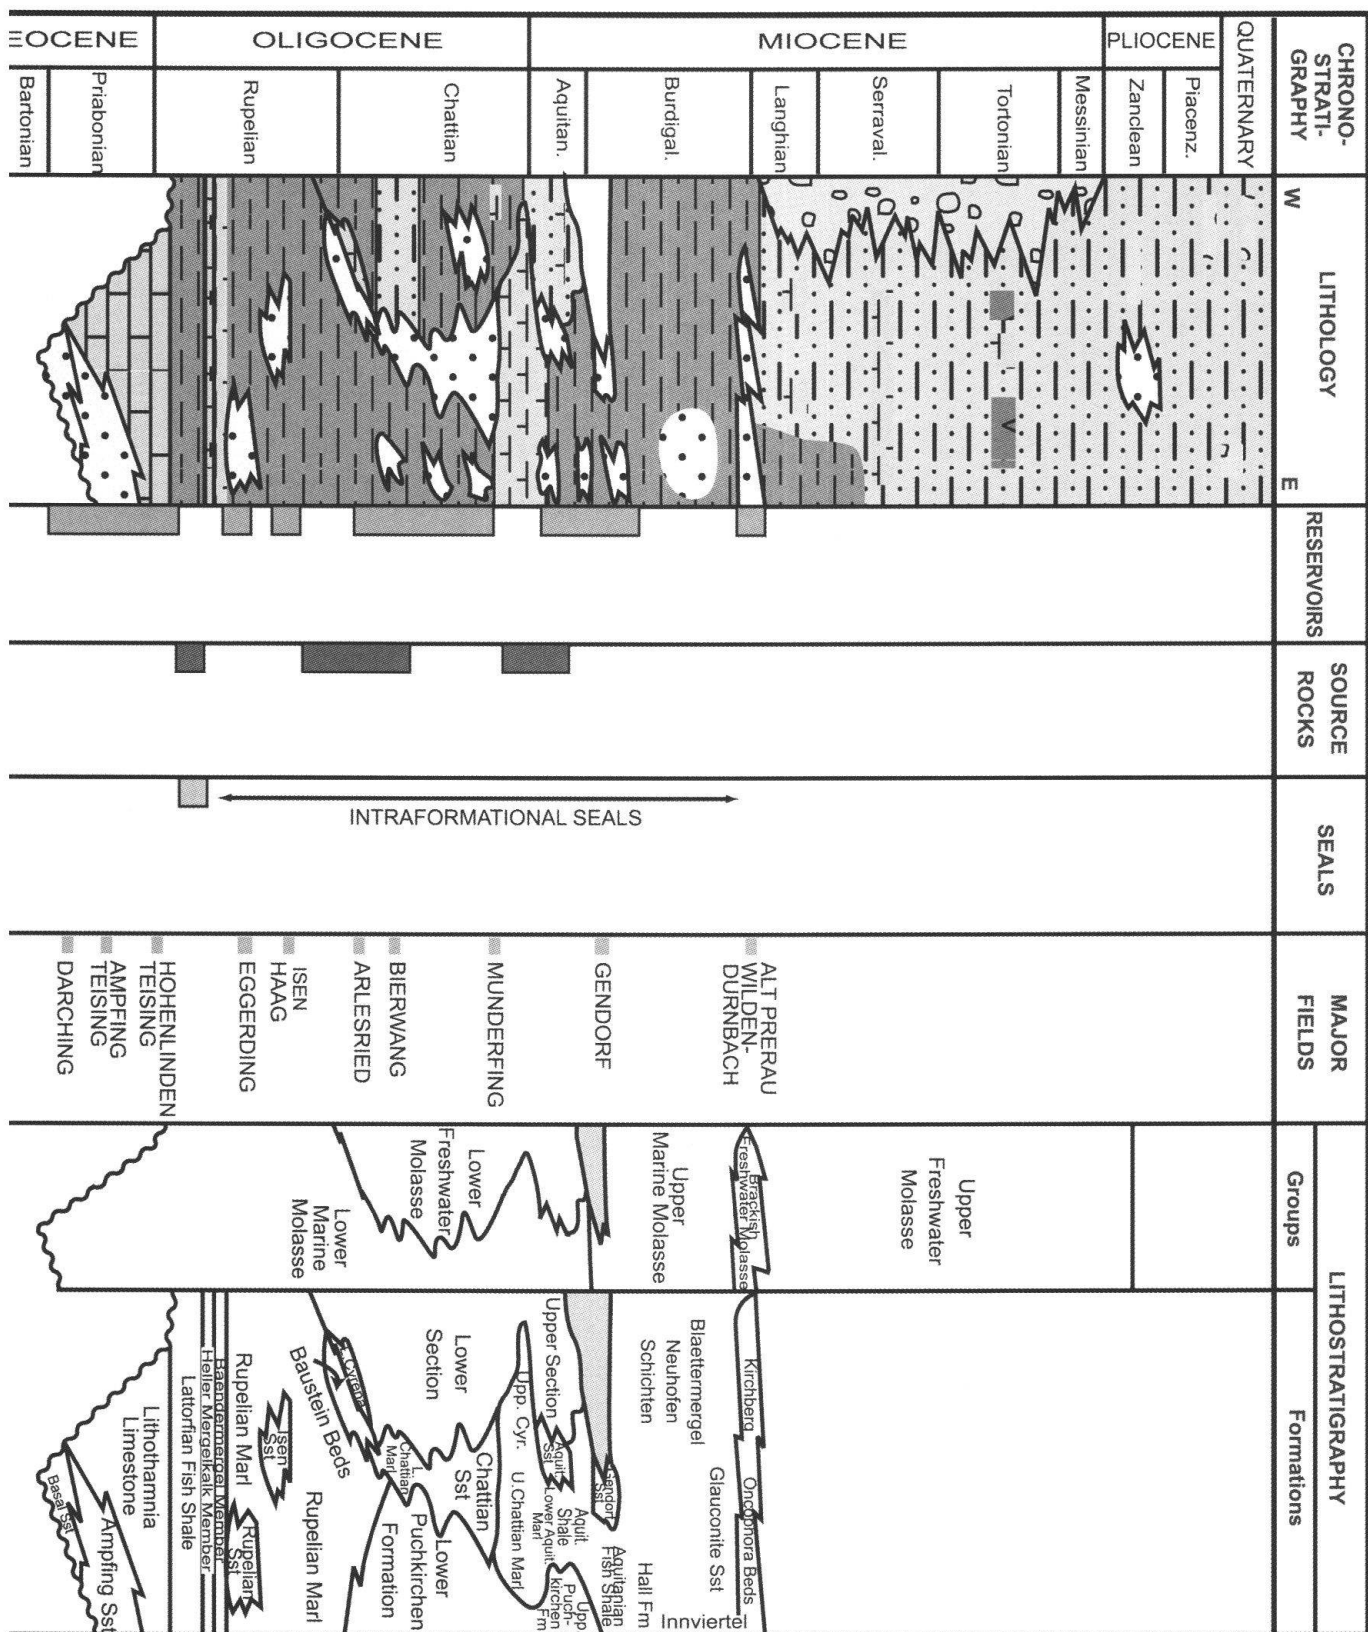 CHRONO-
STRATI-
GRAPHY
LITHOLOGY
W
E
RESERVOIRS
SOURCE
ROCKS
SEALS
MAJOR
FIELDS
LITHOSTRATIGRAPHY
Groups
Formations
QUATERNARY
PLIOCENE
Piacenz.
Zanclean
MIOCENE
Messinian
Tortonian
Serraval.
Langhian
Burdigal.
Aquitan.
OLIGOCENE
Chattian
Rupelian
EOCENE
Priabonian
Bartonian
V
INTRAFORMATIONAL SEALS
ALT PRERAU
WILDEN-
DURNBACH
GENDORF
MUNDERFING
BIERWANG
ARLESRIED
ISEN
HAAG
EGGERDING
HOHENLINDEN
TEISING
AMPFING
TEISING
DARCHING
Upper
Freshwater
Molasse
Brackish
Freshwater Molasse
Upper
Marine Molasse
Lower
Freshwater
Molasse
Lower
Marine
Molasse
Kirchberg
Oncophora Beds
Innviertel
Glauconite Sst
Blaettermergel
Neuhofen
Schichten
Hall Fm
Gendorf
Sst
Aquitanian
Fish Shale
Upper Section
Aquit.
Sst
Aquit.
Shale
Lower Aquit.
Marl
Upp
Puch-
kirchen
Fm
Upp. Cyr.
U.Chattian Marl
Lower
Section
Chattian
Sst
L.
Chattian
Marl
Lower
Puchkirchen
Formation
L. Cyrena
Baustein Beds
Rupelian Marl
Isen
Sst
Rupelian Marl
Rupelian
Sst
Baendermergel Member
Heller Mergelkalk Member
Lattorfian Fish Shale
Lithothamnia
Limestone
Ampfing Sst
Basal Sst